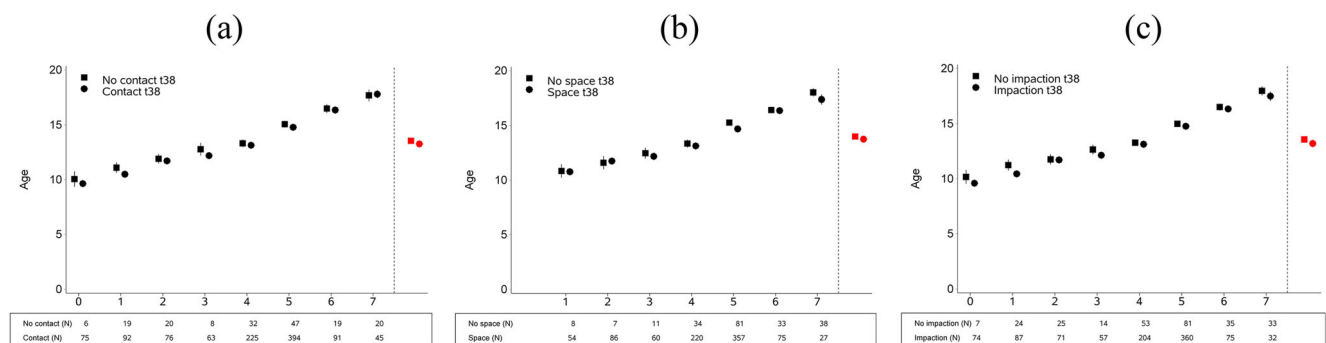 (a)
20
No contact t38
Contact t38
15
10
5
0
Age
0 1 2 3 4 5 6 7
No contact (N) 6 19 20 8 32 47 19 20
Contact (N) 75 92 76 63 225 394 91 45
(b)
20
No space t38
Space t38
15
10
5
0
Age
1 2 3 4 5 6 7
No space (N) 8 7 11 34 81 33 38
Space (N) 54 86 60 220 357 75 27
(c)
20
No impaction t38
Impaction t38
15
10
5
0
Age
0 1 2 3 4 5 6 7
No impaction (N) 7 24 25 14 53 81 35 33
Impaction (N) 74 87 71 57 204 360 75 32